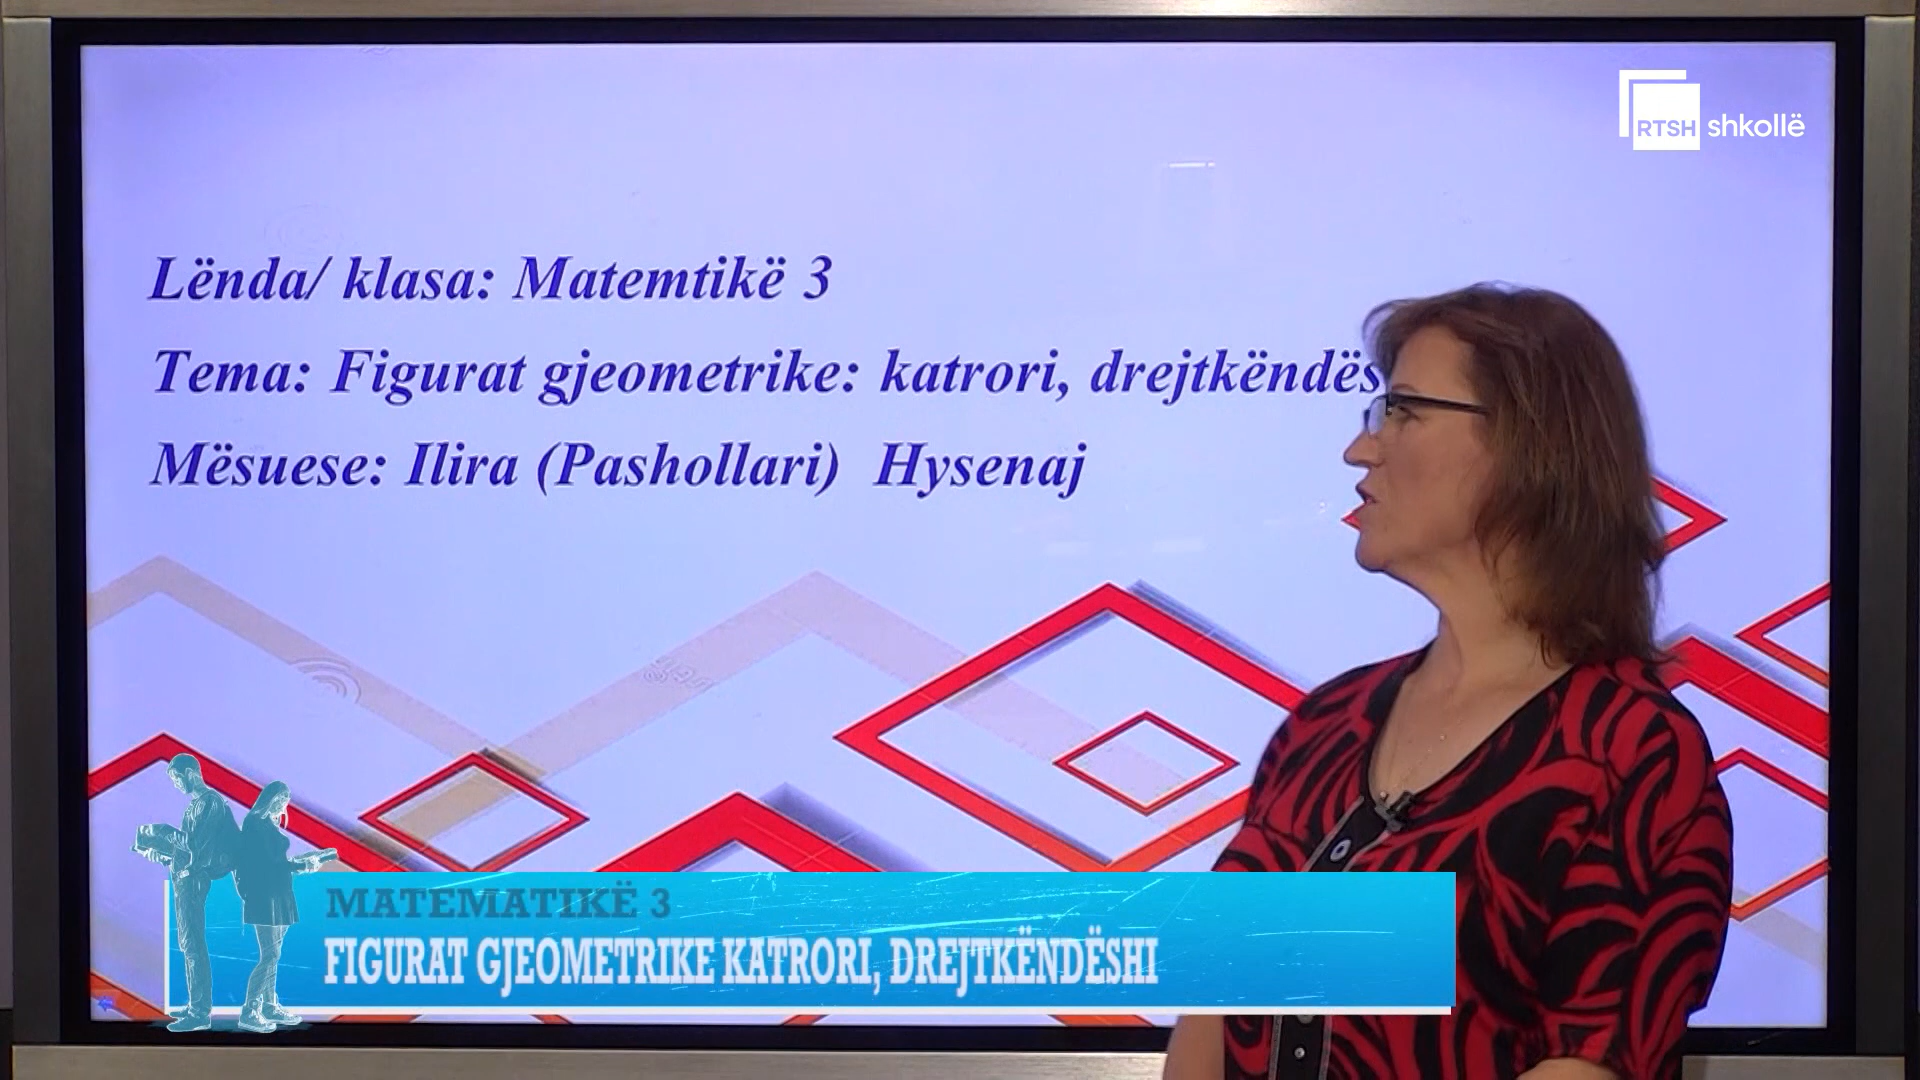 RTSH shkollë
Lënda/ klasa: Matemtikë 3
Tema: Figurat gjeometrike: katrori, drejtkëndës
Mësuese: Ilira (Pashollari) Hysenaj
MATEMATIKË 3
FIGURAT GJEOMETRIKE KATRORI, DREJTKËNDËSHI